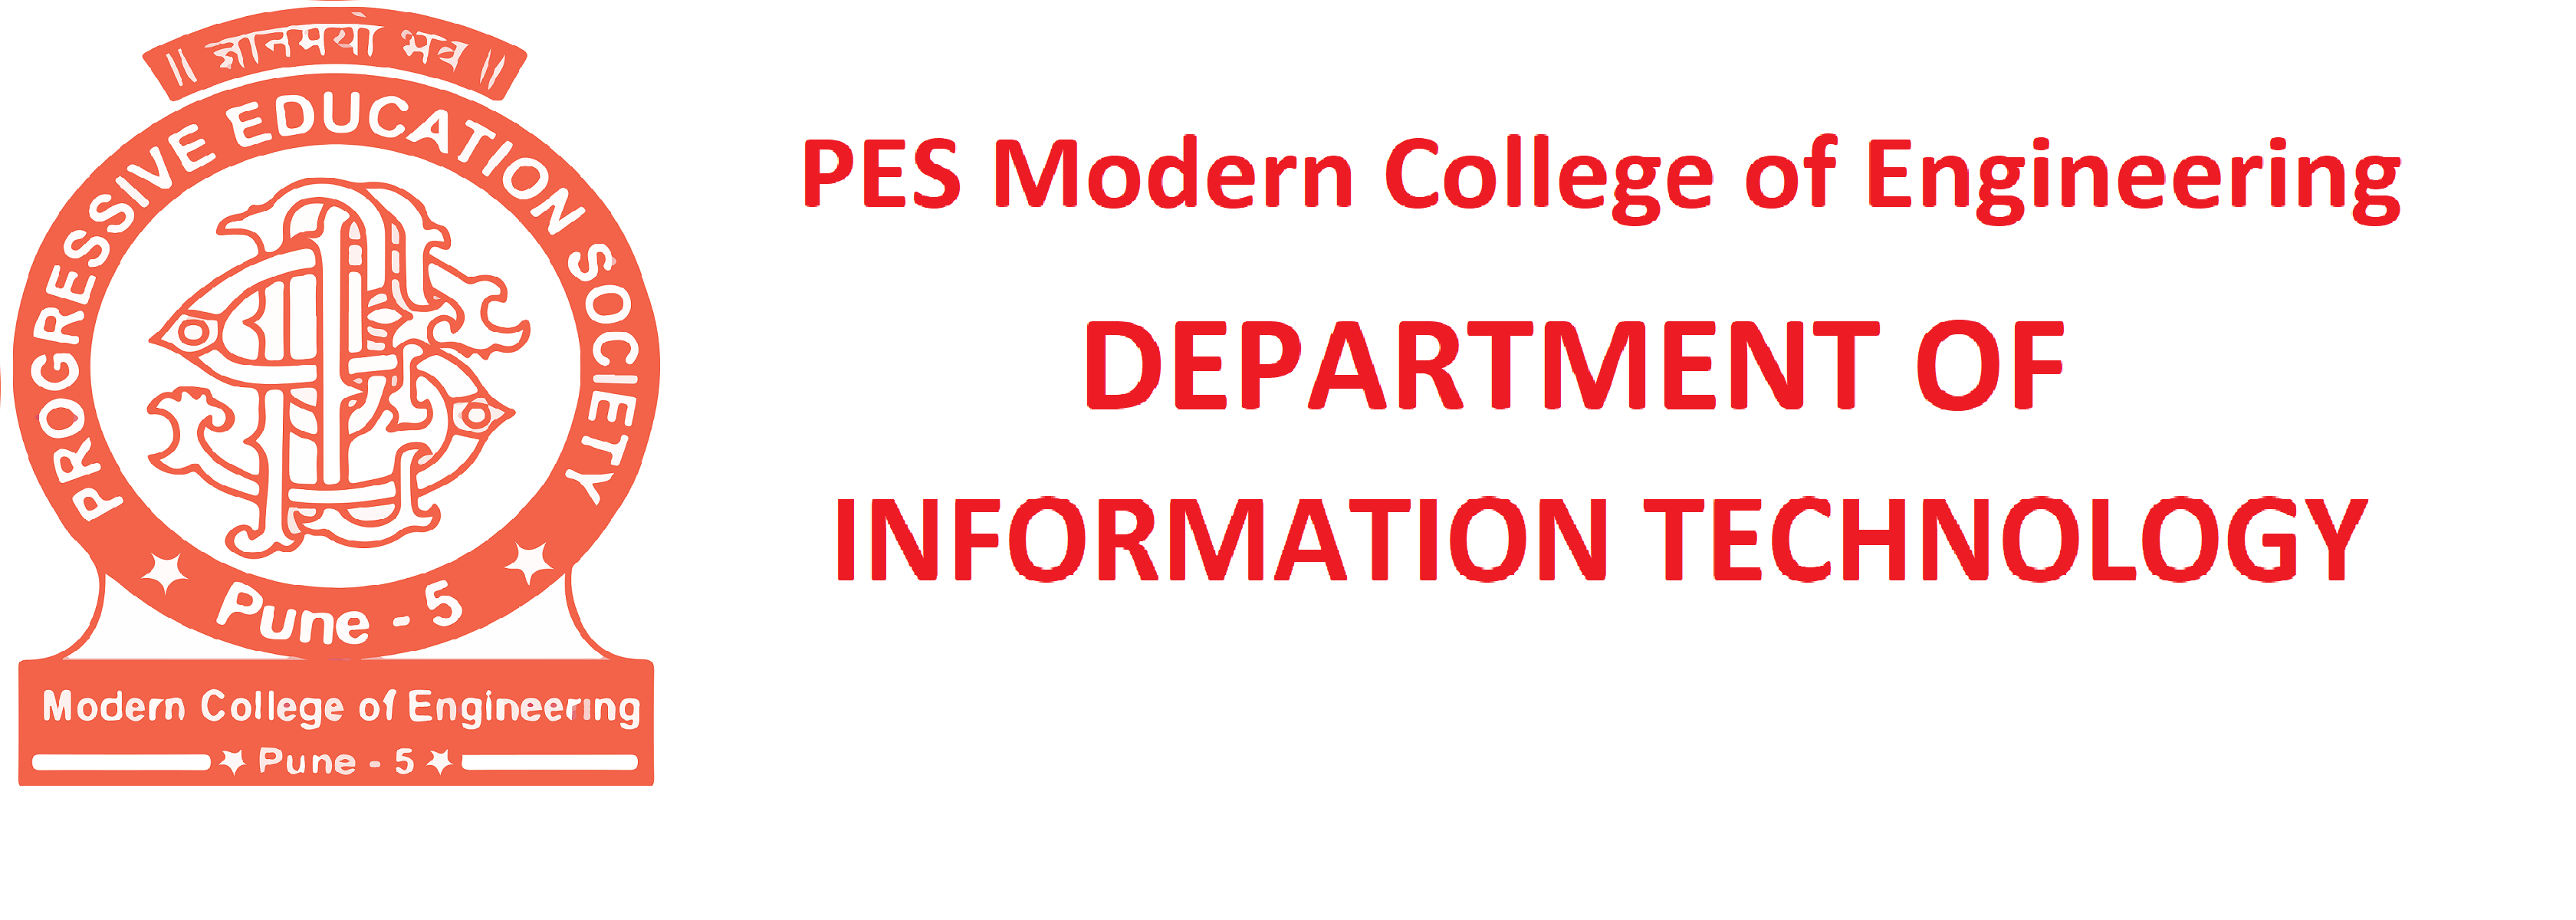 ॥ ज्ञानमयो भव ॥
PROGRESSIVE EDUCATION SOCIETY
Pune - 5
Modern College of Engineering
Pune - 5
PES Modern College of Engineering
DEPARTMENT OF
INFORMATION TECHNOLOGY